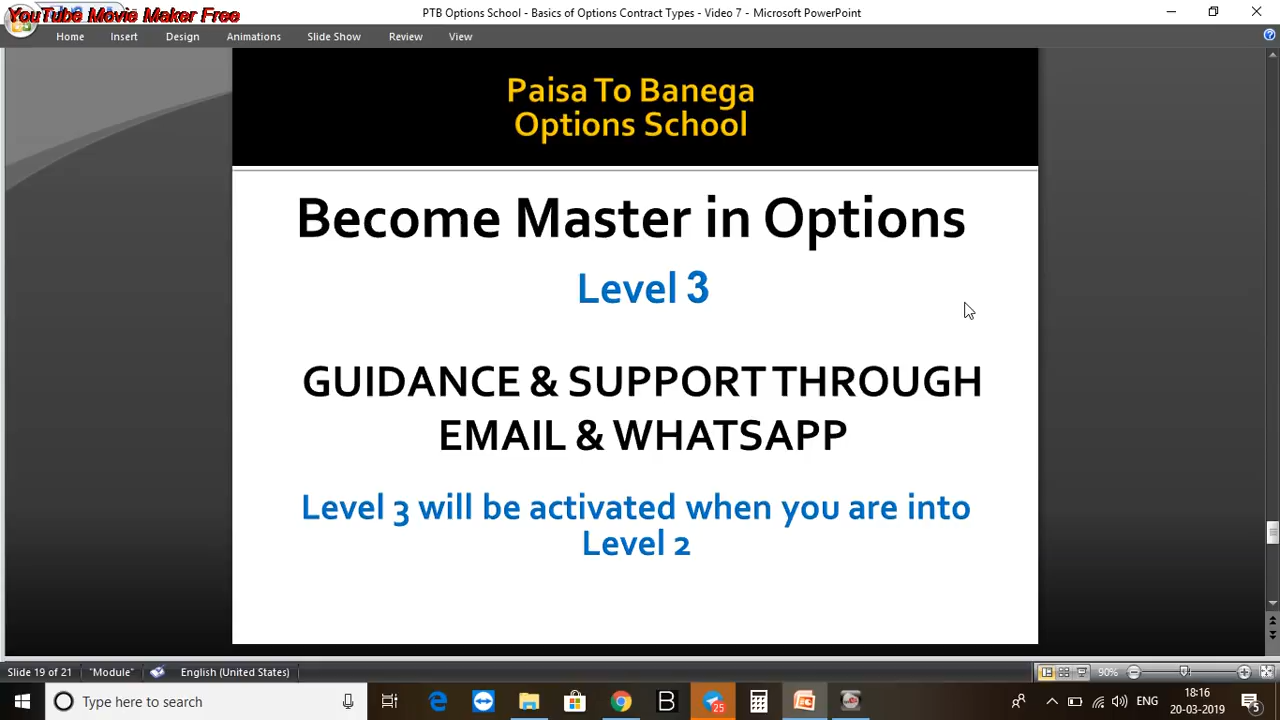 YouTube Movie Maker Free
PTB Options School - Basics of Options Contract Types - Video 7 - Microsoft PowerPoint
Home Insert Design Animations Slide Show Review View
Paisa To Banega
Options School
Become Master in Options
Level 3
GUIDANCE & SUPPORT THROUGH
EMAIL & WHATSAPP
Level 3 will be activated when you are into
Level 2
Slide 19 of 21 "Module" English (United States) 90%
Type here to search
25
ENG
18:16
20-03-2019
5